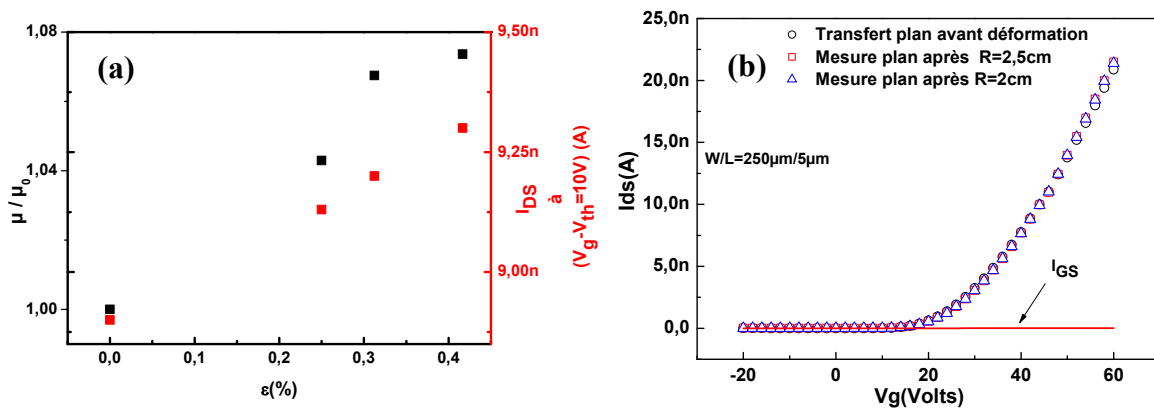 (a)
1,08
1,04
1,00
μ / μ0
0,0
0,1
0,2
0,3
0,4
ε(%)
9,50n
9,25n
9,00n
IDS
à
(Vg-Vth=10V) (A)
(b)
Transfert plan avant déformation
Mesure plan après R=2,5cm
Mesure plan après R=2cm
W/L=250µm/5µm
IGS
25,0n
20,0n
15,0n
10,0n
5,0n
0,0
Ids(A)
-20
0
20
40
60
Vg(Volts)